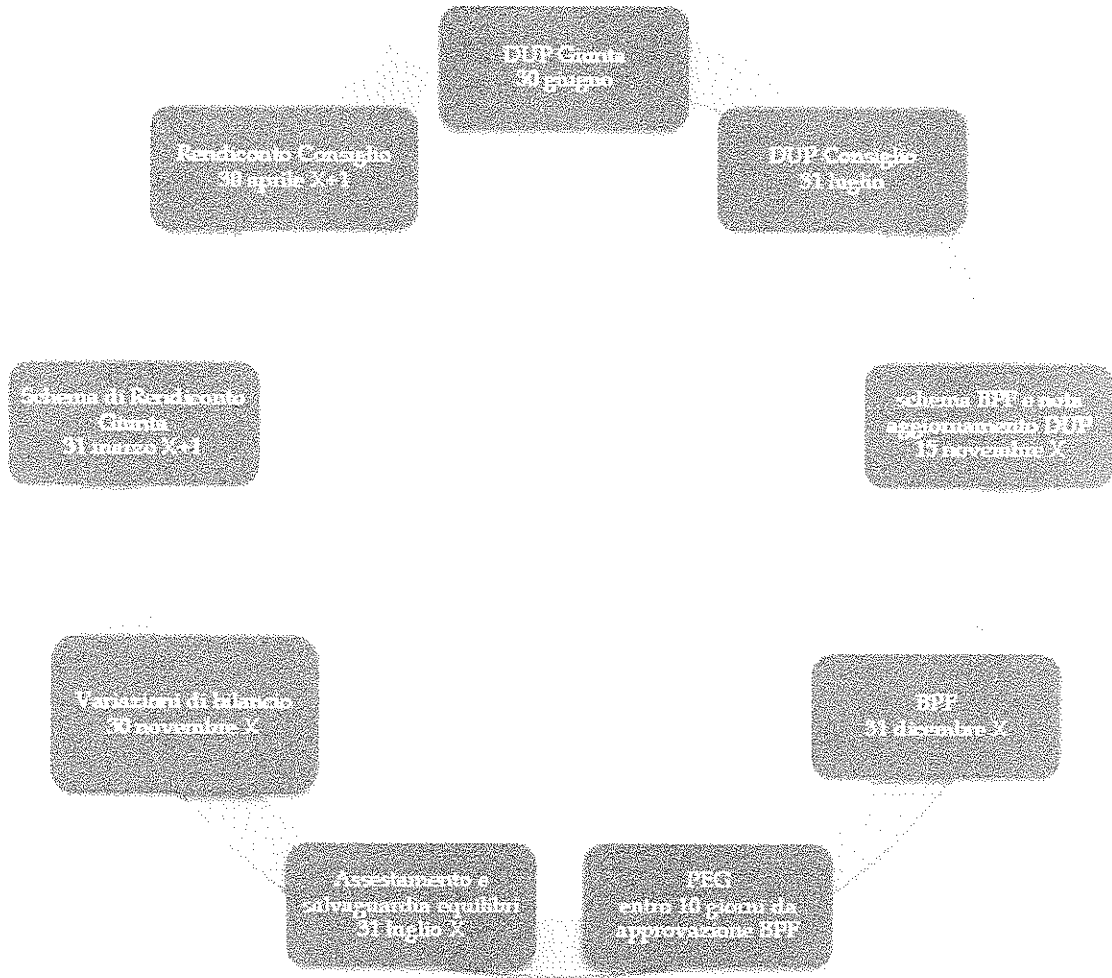 DUP Giunta
30 giugno
DUP Consiglio
31 luglio
schema BPF e nota
aggiornamento DUP
15 novembre X
BPF
31 dicembre X
PEG
entro 10 giorni da
approvazione BPF
Assestamento e
salvaguardia equilibri
31 luglio X
Variazioni di bilancio
30 novembre X
Schema di Rendiconto
Giunta
31 marzo X+1
Rendiconto Consiglio
30 aprile X+1